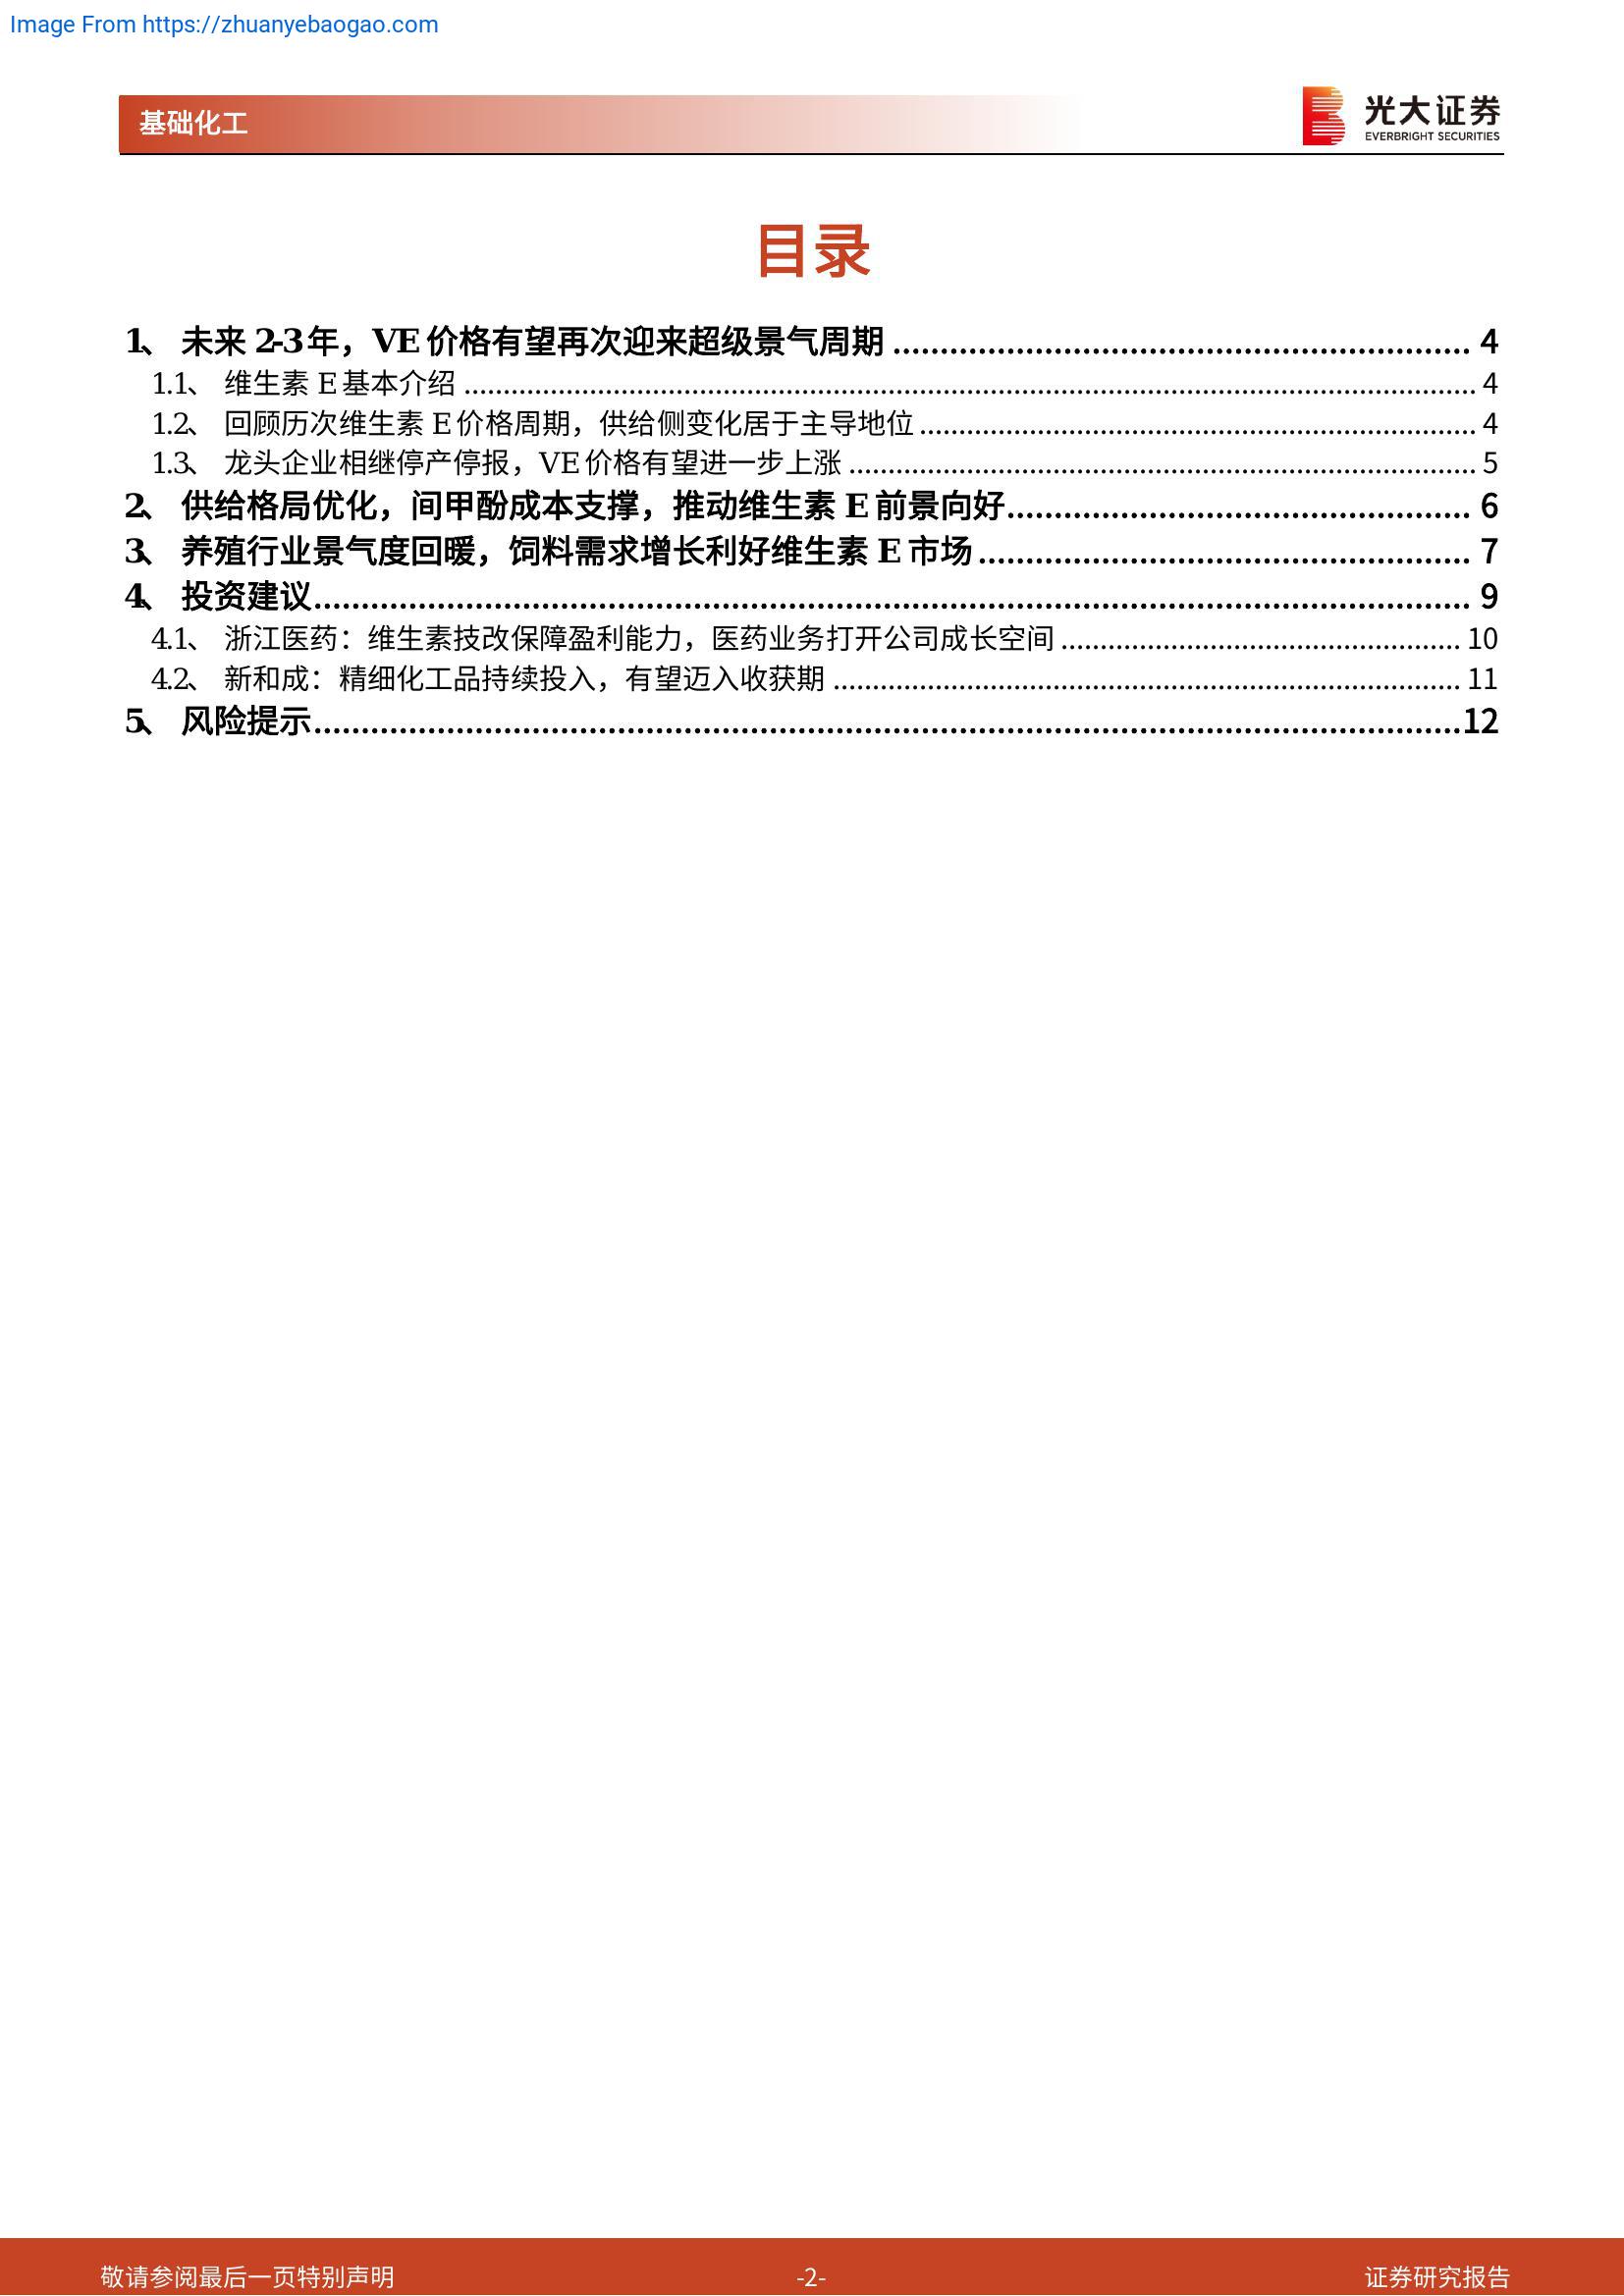 Image From https://zhuanyebaogao.com
基础化工
光大证券
EVERBRIGHT SECURITIES
目录
1、 未来 2-3 年，VE 价格有望再次迎来超级景气周期 ........ 4
1.1、 维生素 E 基本介绍 ........ 4
1.2、 回顾历次维生素 E 价格周期，供给侧变化居于主导地位 ........ 4
1.3、 龙头企业相继停产停报，VE 价格有望进一步上涨 ........ 5
2、 供给格局优化，间甲酚成本支撑，推动维生素 E 前景向好 ........ 6
3、 养殖行业景气度回暖，饲料需求增长利好维生素 E 市场 ........ 7
4、 投资建议 ........ 9
4.1、 浙江医药：维生素技改保障盈利能力，医药业务打开公司成长空间 ........ 10
4.2、 新和成：精细化工品持续投入，有望迈入收获期 ........ 11
5、 风险提示 ........ 12
敬请参阅最后一页特别声明
-2-
证券研究报告